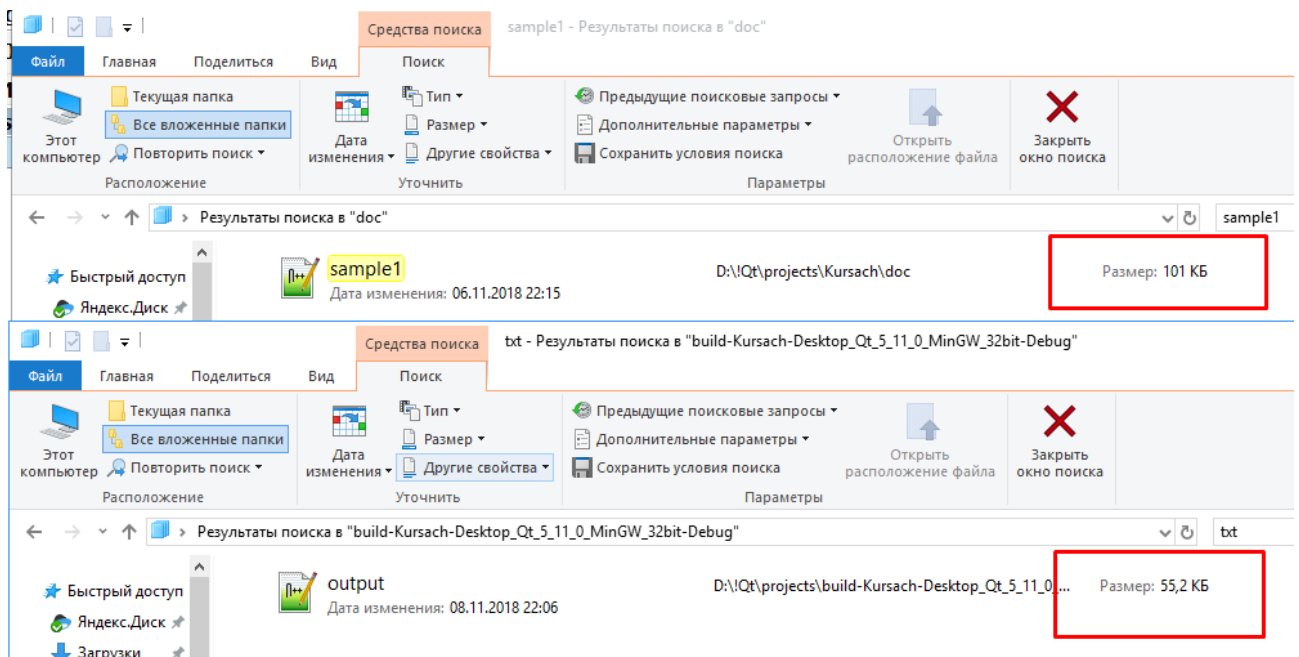 Средства поиска sample1 - Результаты поиска в "doc"
Файл Главная Поделиться Вид Поиск
Этот компьютер
Текущая папка
Все вложенные папки
Повторить поиск
Расположение
Дата изменения
Тип
Размер
Другие свойства
Уточнить
Предыдущие поисковые запросы
Дополнительные параметры
Сохранить условия поиска
Открыть расположение файла
Параметры
Закрыть окно поиска
Результаты поиска в "doc" sample1
Быстрый доступ
Яндекс.Диск
sample1 D:\!Qt\projects\Kursach\doc Размер: 101 КБ
Дата изменения: 06.11.2018 22:15
Средства поиска txt - Результаты поиска в "build-Kursach-Desktop_Qt_5_11_0_MinGW_32bit-Debug"
Файл Главная Поделиться Вид Поиск
Этот компьютер
Текущая папка
Все вложенные папки
Повторить поиск
Расположение
Дата изменения
Тип
Размер
Другие свойства
Уточнить
Предыдущие поисковые запросы
Дополнительные параметры
Сохранить условия поиска
Открыть расположение файла
Параметры
Закрыть окно поиска
Результаты поиска в "build-Kursach-Desktop_Qt_5_11_0_MinGW_32bit-Debug" txt
Быстрый доступ
Яндекс.Диск
Загрузки
output D:\!Qt\projects\build-Kursach-Desktop_Qt_5_11_0_... Размер: 55,2 КБ
Дата изменения: 08.11.2018 22:06